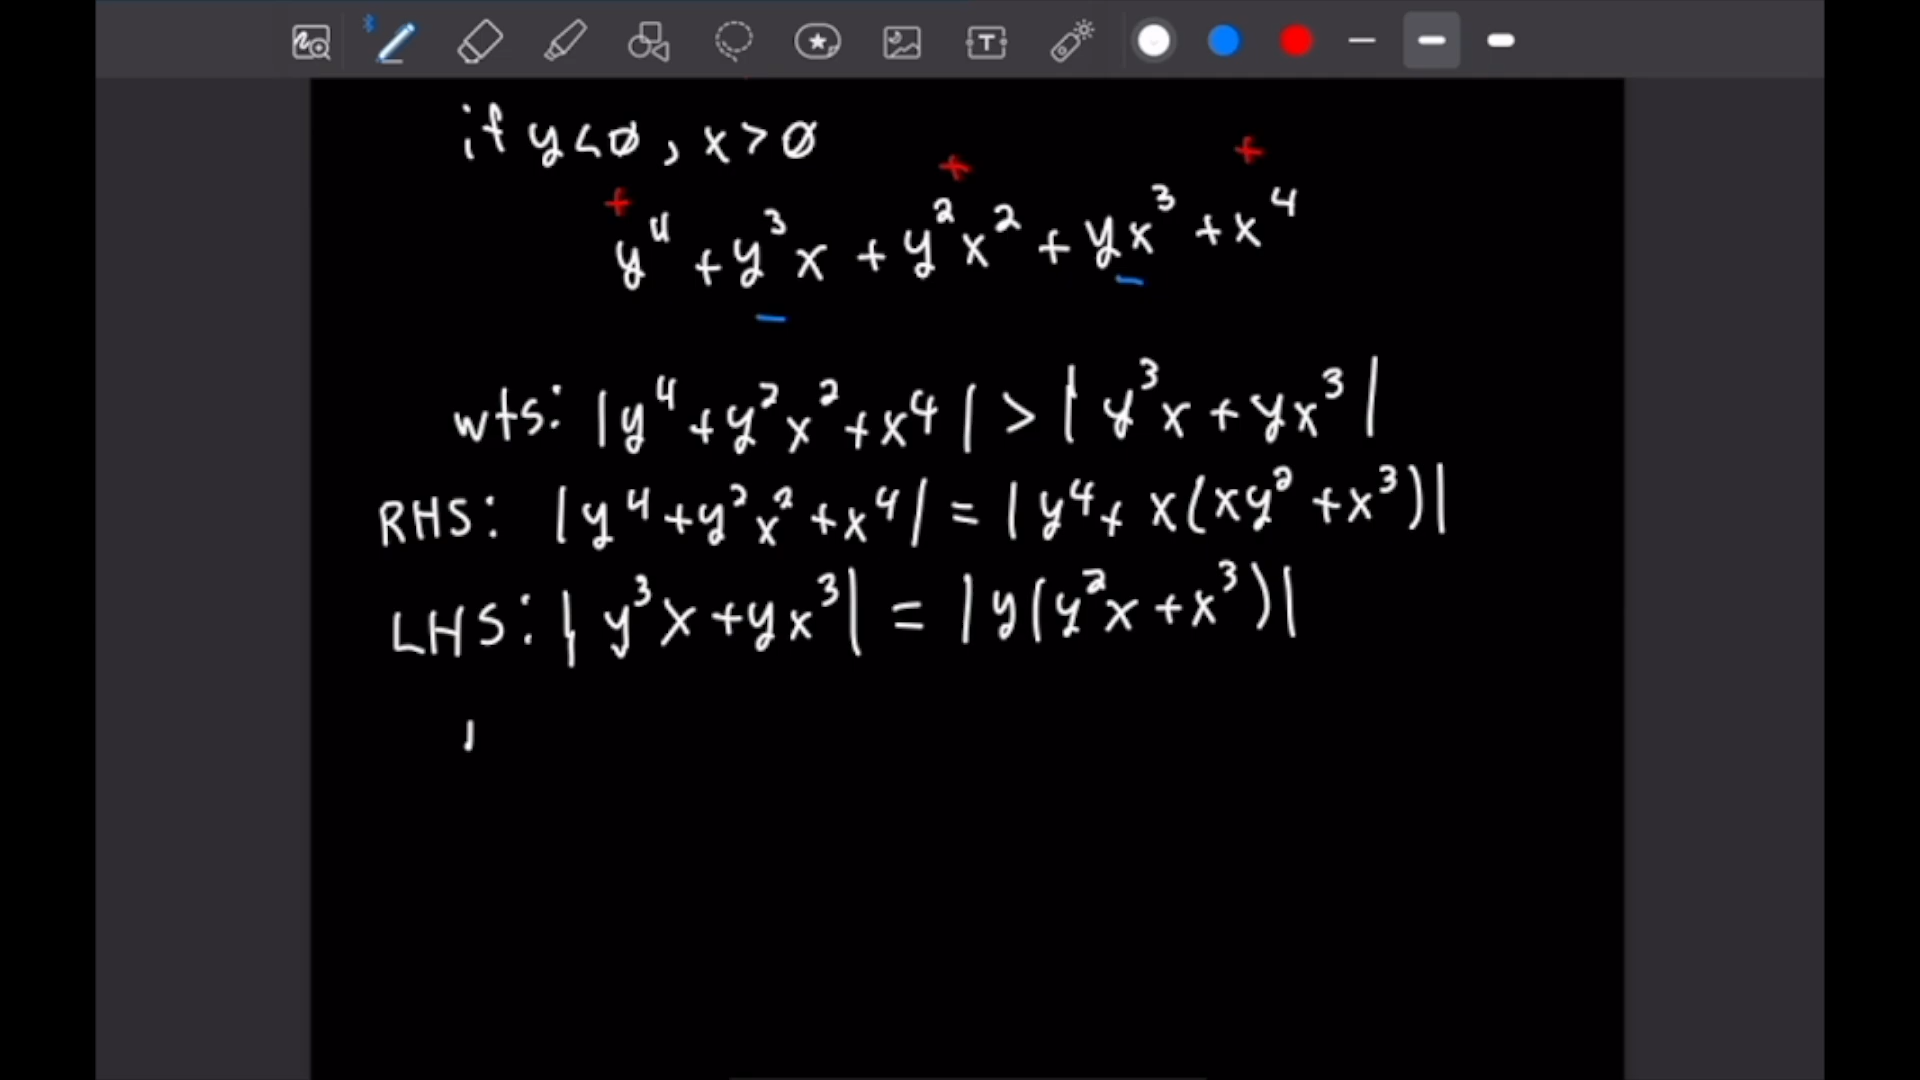 if y<0, x>0
+ + +
y⁴ + y³x + y²x² + yx³ + x⁴
− −
wts: |y⁴ + y²x² + x⁴| > |y³x + yx³|
RHS: |y⁴ + y²x² + x⁴| = |y⁴ + x(xy² + x³)|
LHS: |y³x + yx³| = |y(y²x + x³)|